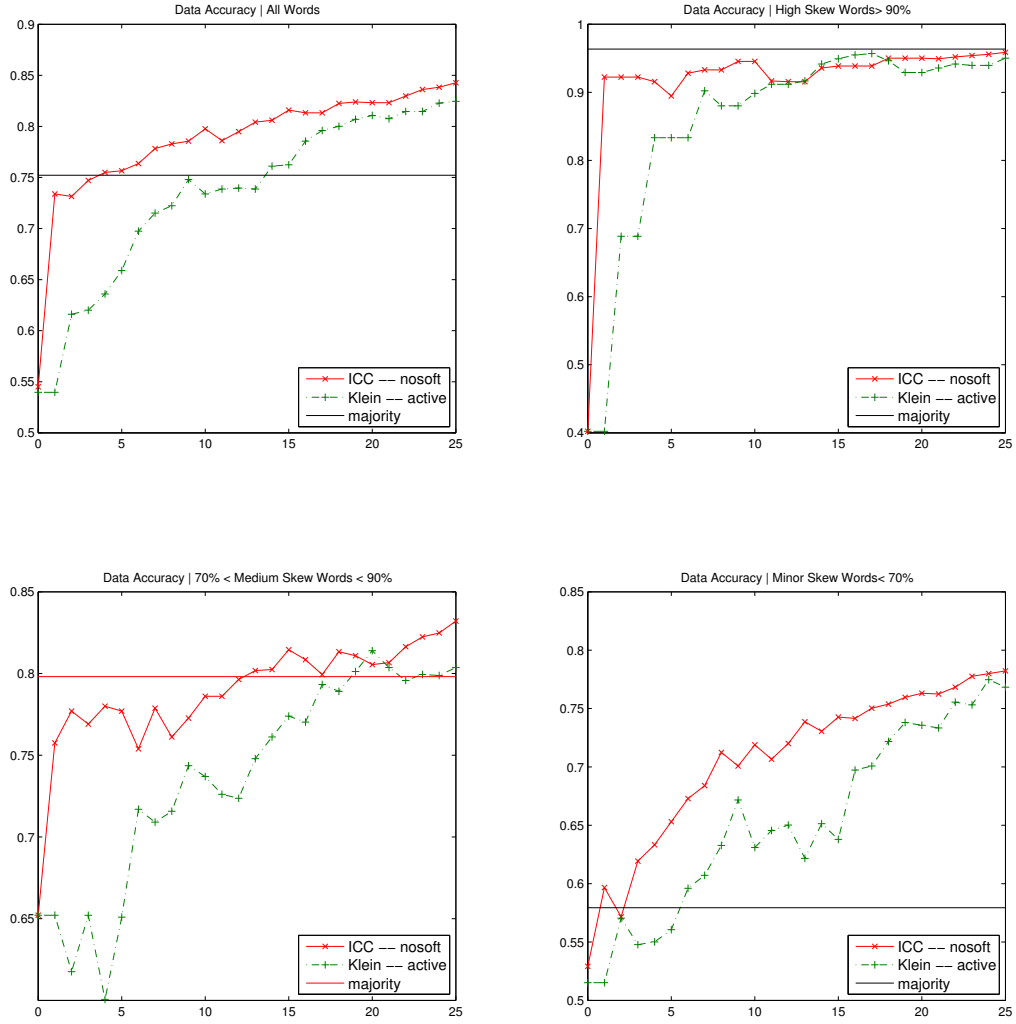 Data Accuracy | All Words
0.9
0.85
0.8
0.75
0.7
0.65
0.6
0.55
0.5
0 5 10 15 20 25
ICC −− nosoft
Klein −− active
majority
Data Accuracy | High Skew Words> 90%
1
0.9
0.8
0.7
0.6
0.5
0.4
0 5 10 15 20 25
ICC −− nosoft
Klein −− active
majority
Data Accuracy | 70% < Medium Skew Words < 90%
0.85
0.8
0.75
0.7
0.65
0 5 10 15 20 25
ICC −− nosoft
Klein −− active
majority
Data Accuracy | Minor Skew Words< 70%
0.85
0.8
0.75
0.7
0.65
0.6
0.55
0.5
0 5 10 15 20 25
ICC −− nosoft
Klein −− active
majority